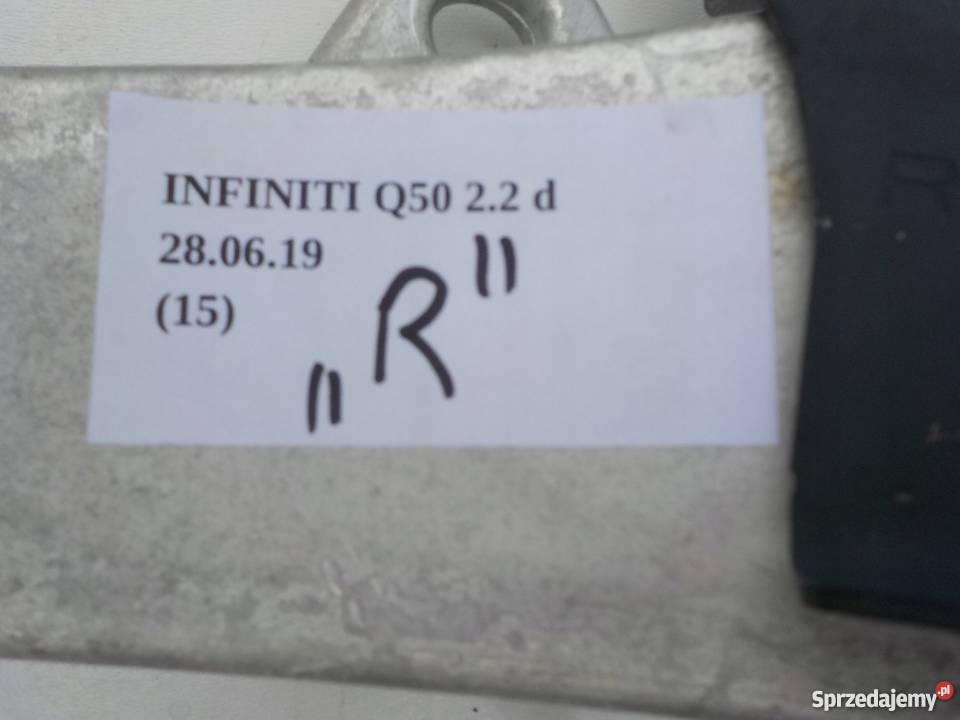 INFINITI Q50 2.2 d
28.06.19
(15)
„R"
R
Sprzedajemy.pl